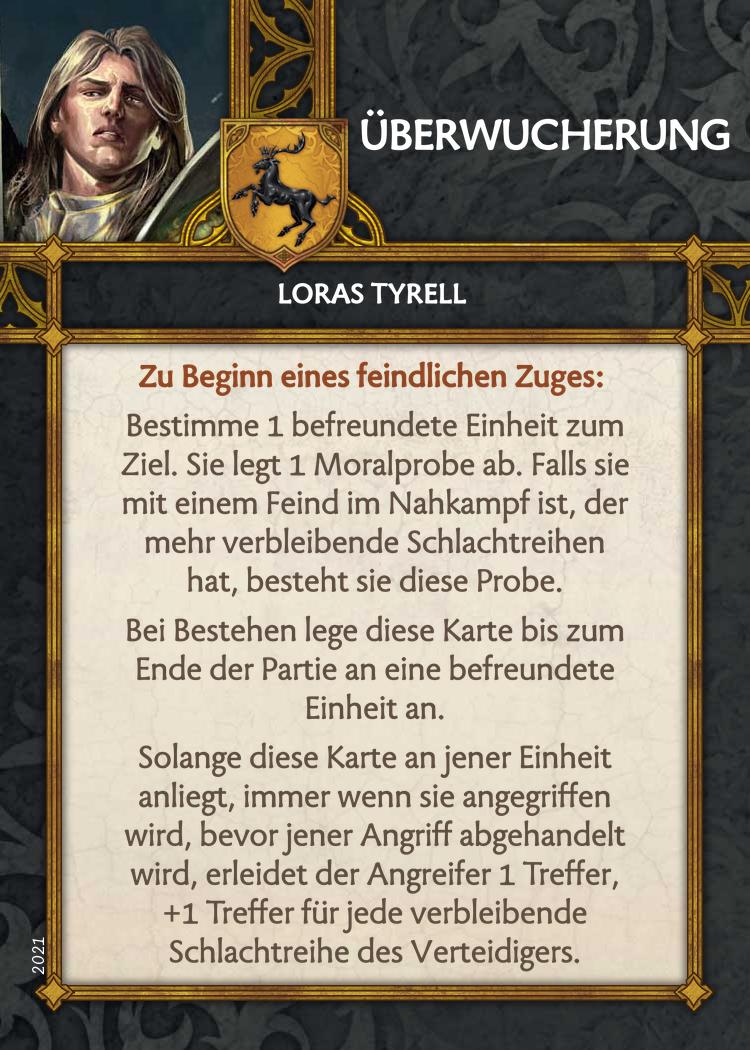 ÜBERWUCHERUNG
LORAS TYRELL
Zu Beginn eines feindlichen Zuges:
Bestimme 1 befreundete Einheit zum
Ziel. Sie legt 1 Moralprobe ab. Falls sie
mit einem Feind im Nahkampf ist, der
mehr verbleibende Schlachtreihen
hat, besteht sie diese Probe.
Bei Bestehen lege diese Karte bis zum
Ende der Partie an eine befreundete
Einheit an.
Solange diese Karte an jener Einheit
anliegt, immer wenn sie angegriffen
wird, bevor jener Angriff abgehandelt
wird, erleidet der Angreifer 1 Treffer,
+1 Treffer für jede verbleibende
Schlachtreihe des Verteidigers.
2021